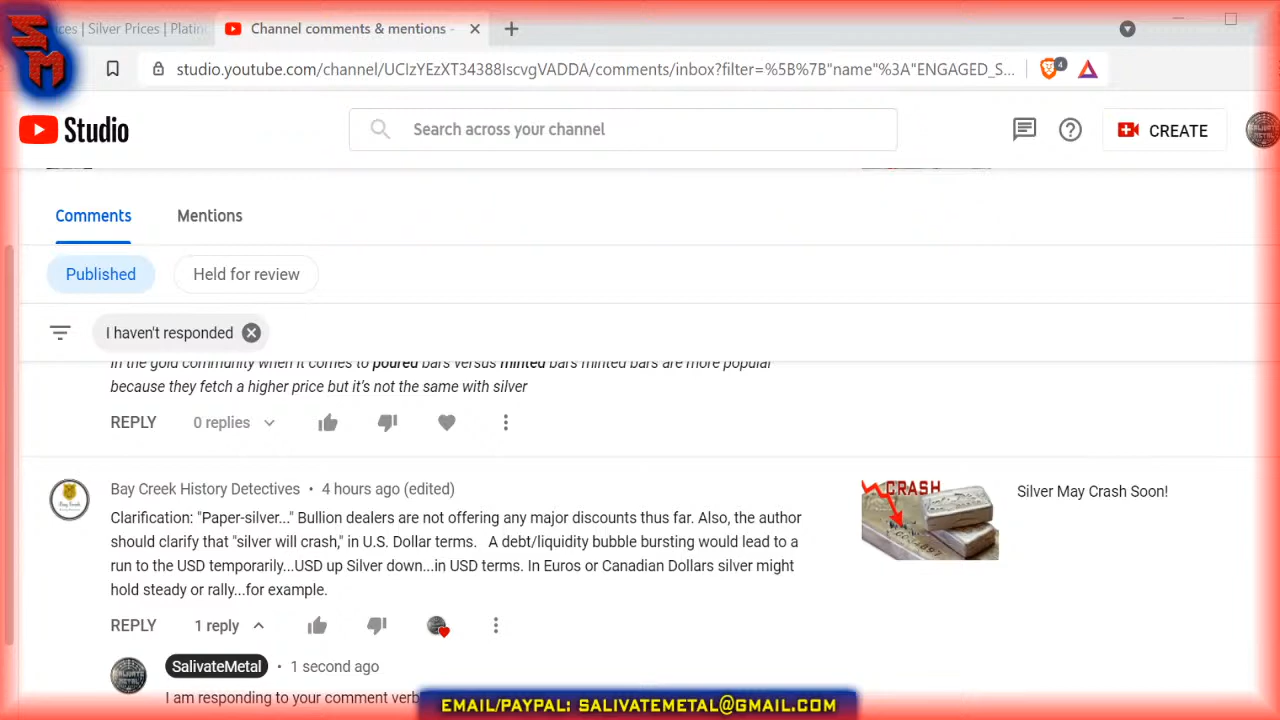 SM
ces | Silver Prices | Platin
Channel comments & mentions -
studio.youtube.com/channel/UCIzYEzXT34388IscvgVADDA/comments/inbox?filter=%5B%7B"name"%3A"ENGAGED_S...
4
Studio
Search across your channel
CREATE
Comments
Mentions
Published
Held for review
I haven't responded
In the gold community when it comes to poured bars versus minted bars minted bars are more popular
because they fetch a higher price but it's not the same with silver
REPLY
0 replies
Bay Creek History Detectives • 4 hours ago (edited)
Clarification: "Paper-silver..." Bullion dealers are not offering any major discounts thus far. Also, the author
should clarify that "silver will crash," in U.S. Dollar terms. A debt/liquidity bubble bursting would lead to a
run to the USD temporarily...USD up Silver down...in USD terms. In Euros or Canadian Dollars silver might
hold steady or rally...for example.
CRASH
Silver May Crash Soon!
REPLY
1 reply
SalivateMetal • 1 second ago
I am responding to your comment verb
EMAIL/PAYPAL: SALIVATEMETAL@GMAIL.COM